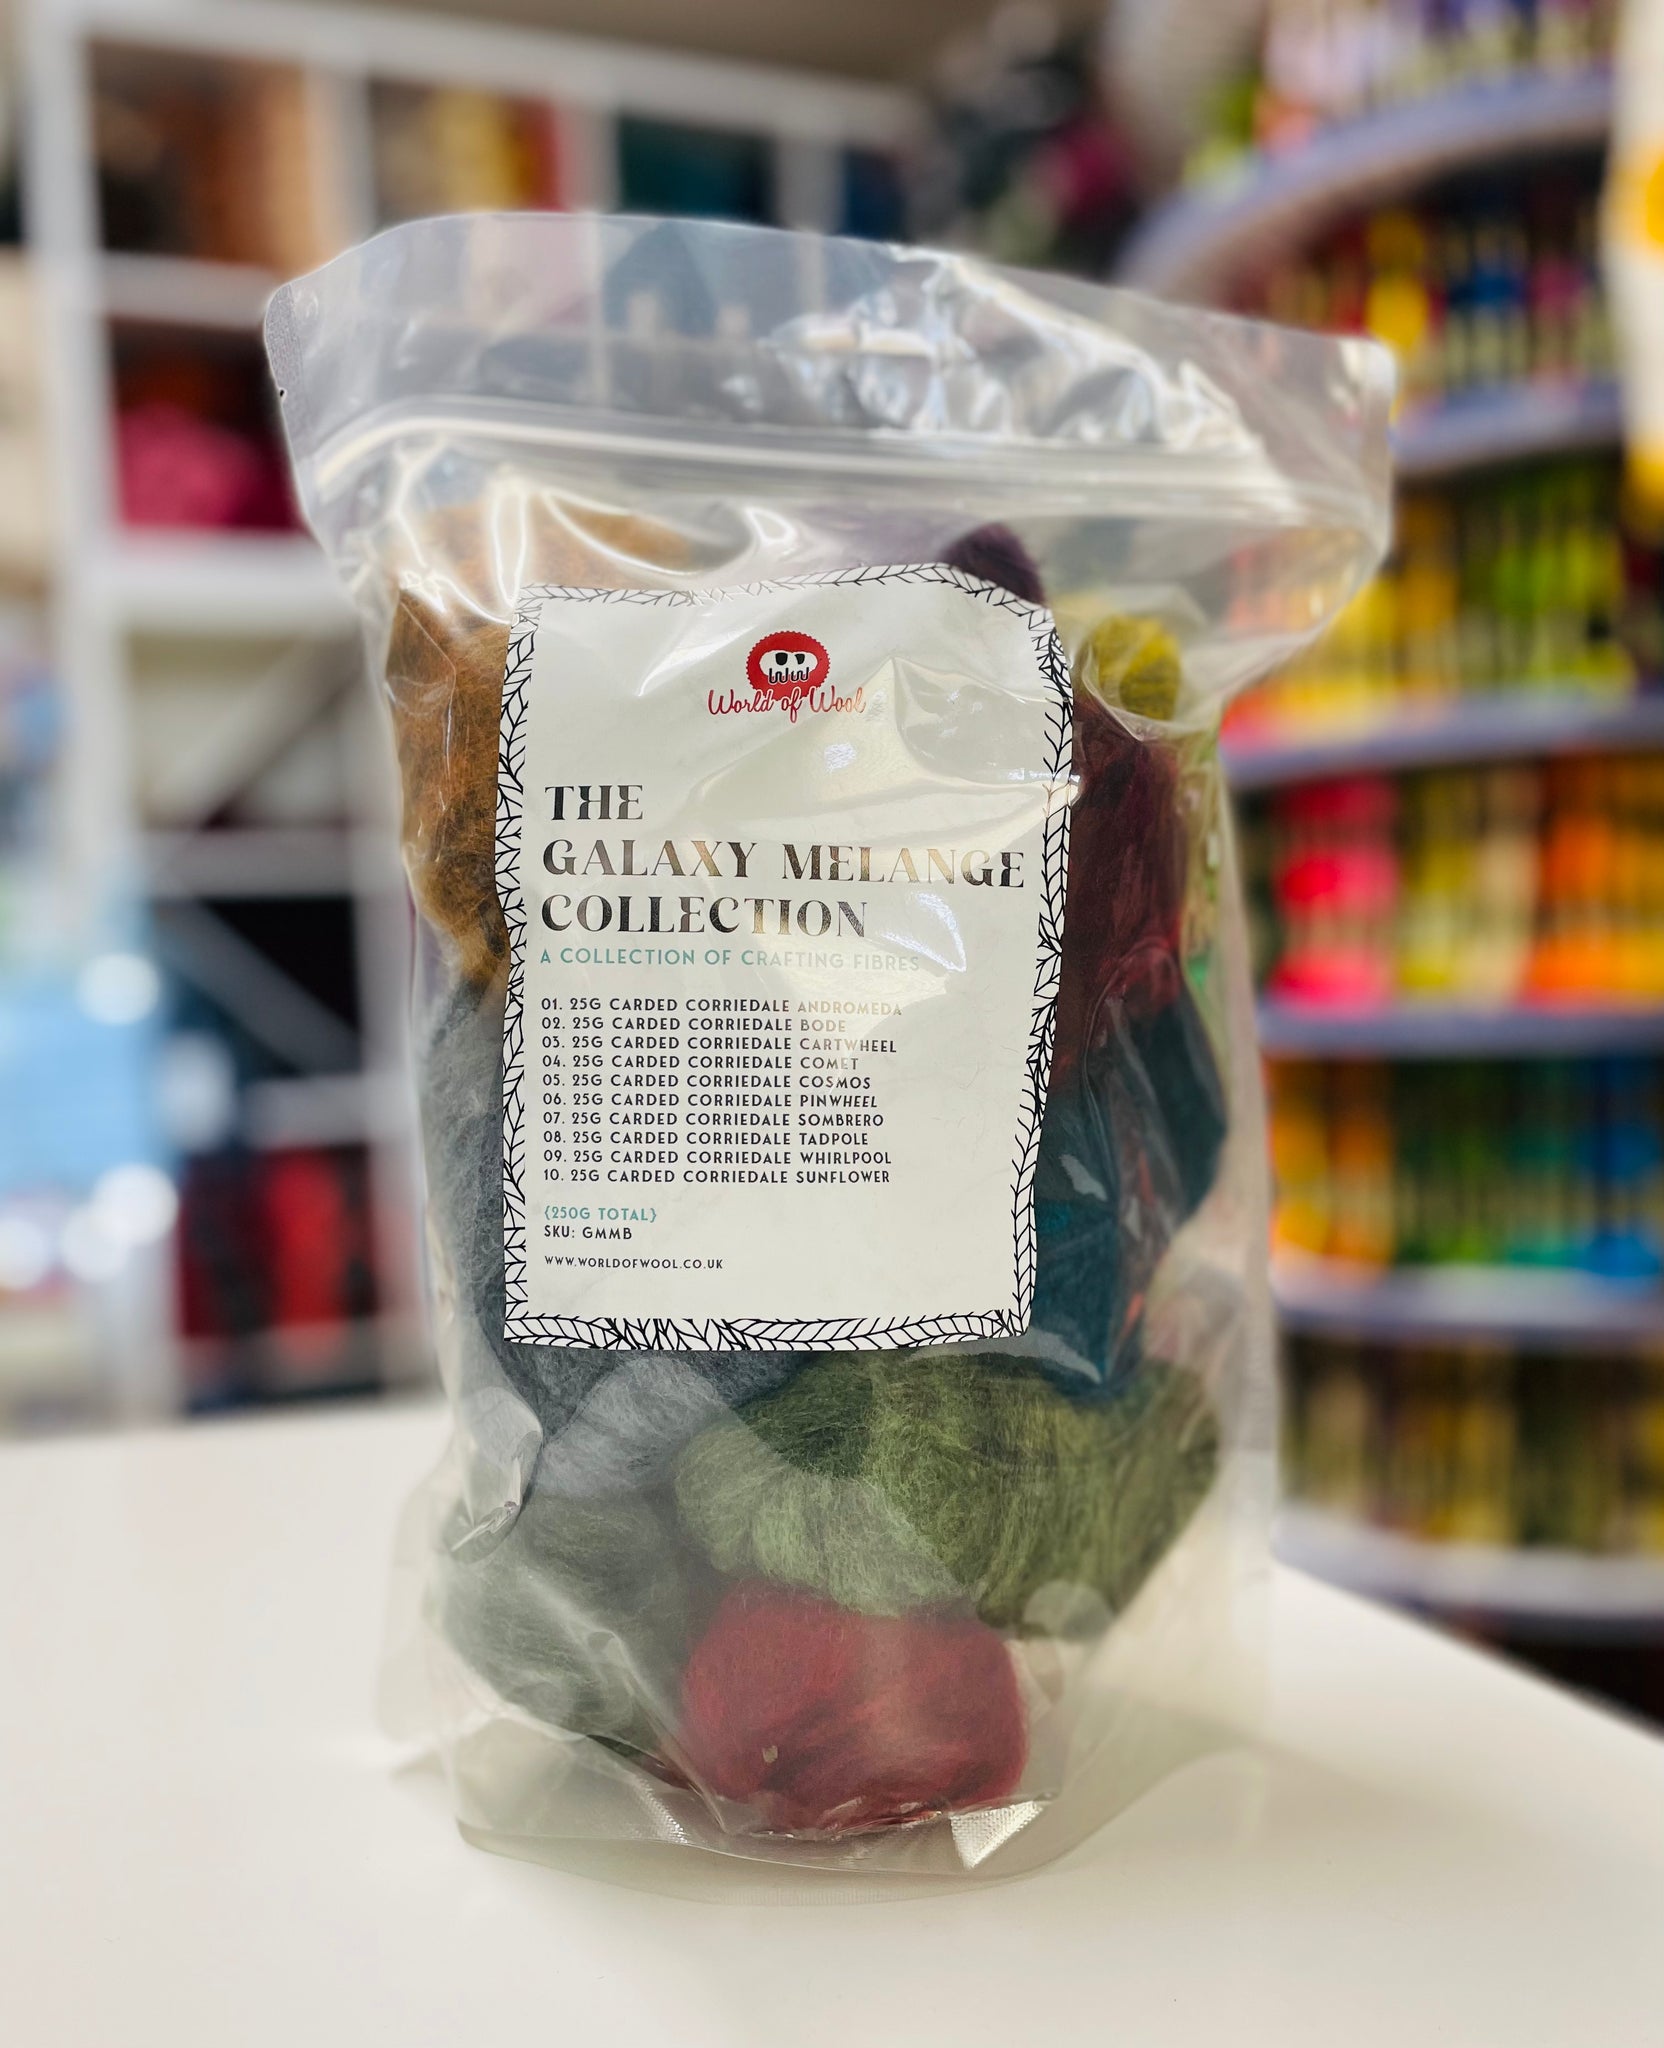 World of Wool
THE
GALAXY MELANGE
COLLECTION
A COLLECTION OF CRAFTING FIBRES
01. 25G CARDED CORRIEDALE ANDROMEDA
02. 25G CARDED CORRIEDALE BODE
03. 25G CARDED CORRIEDALE CARTWHEEL
04. 25G CARDED CORRIEDALE COMET
05. 25G CARDED CORRIEDALE COSMOS
06. 25G CARDED CORRIEDALE PINWHEEL
07. 25G CARDED CORRIEDALE SOMBRERO
08. 25G CARDED CORRIEDALE TADPOLE
09. 25G CARDED CORRIEDALE WHIRLPOOL
10. 25G CARDED CORRIEDALE SUNFLOWER
{250G TOTAL}
SKU: GMMB
WWW.WORLDOFWOOL.CO.UK